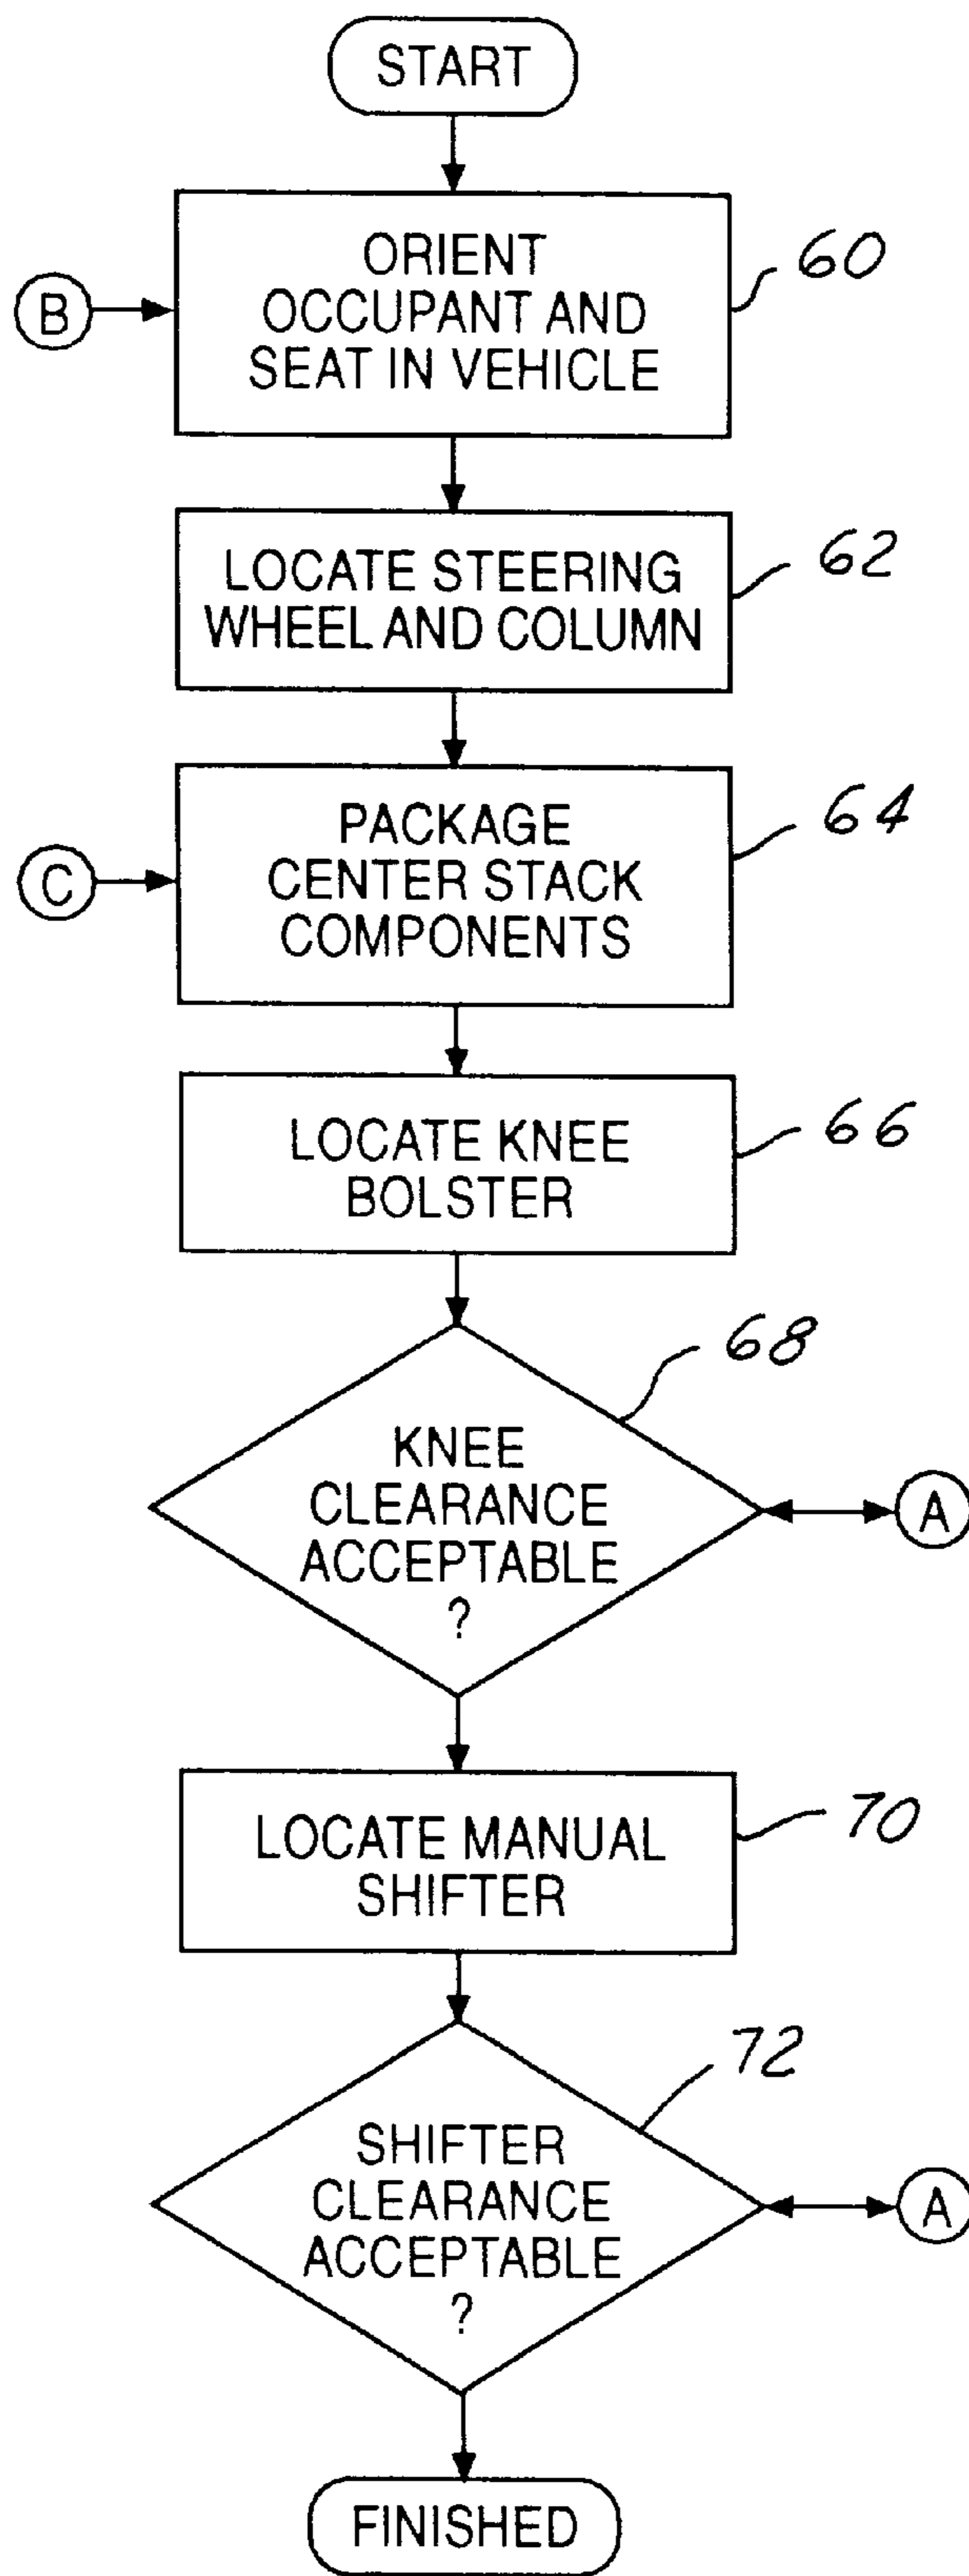 START
B
ORIENT
OCCUPANT AND
SEAT IN VEHICLE
60
LOCATE STEERING
WHEEL AND COLUMN
62
C
PACKAGE
CENTER STACK
COMPONENTS
64
LOCATE KNEE
BOLSTER
66
KNEE
CLEARANCE
ACCEPTABLE
?
68
A
LOCATE MANUAL
SHIFTER
70
SHIFTER
CLEARANCE
ACCEPTABLE
?
72
A
FINISHED